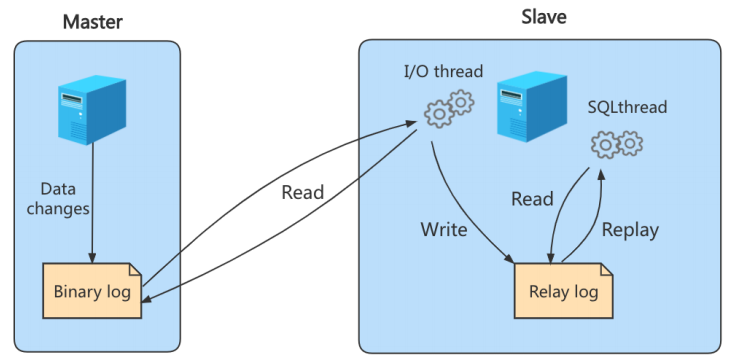 Master
Slave
I/O thread
SQLthread
Data
changes
Read
Write
Read
Replay
Binary log
Relay log